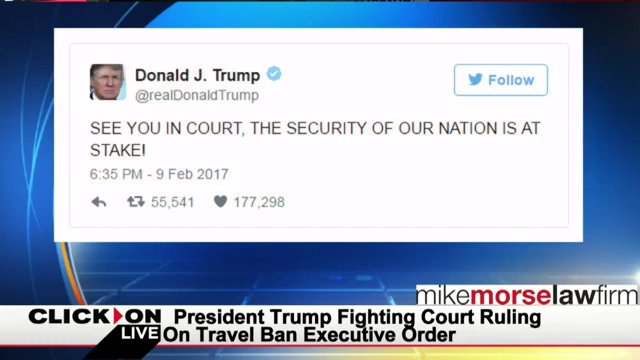 Donald J. Trump
@realDonaldTrump
Follow
SEE YOU IN COURT, THE SECURITY OF OUR NATION IS AT
STAKE!
6:35 PM - 9 Feb 2017
55,541 177,298
mikemorselawfirm
CLICK ON President Trump Fighting Court Ruling
LIVE On Travel Ban Executive Order